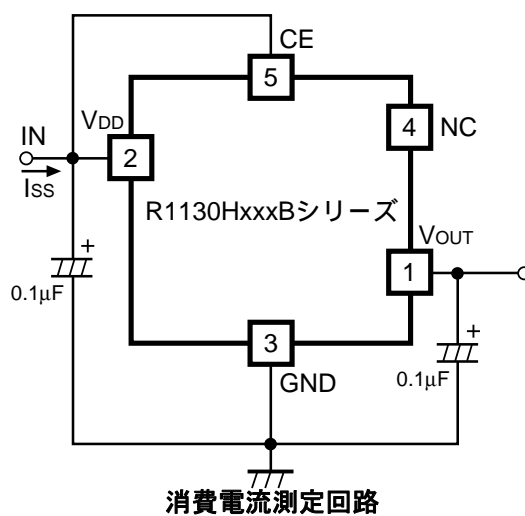 CE
5
VDD
4
NC
IN
2
ISS
R1130HxxxBシリーズ
VOUT
1
+
0.1μF
3
+
GND
0.1μF
消費電流測定回路